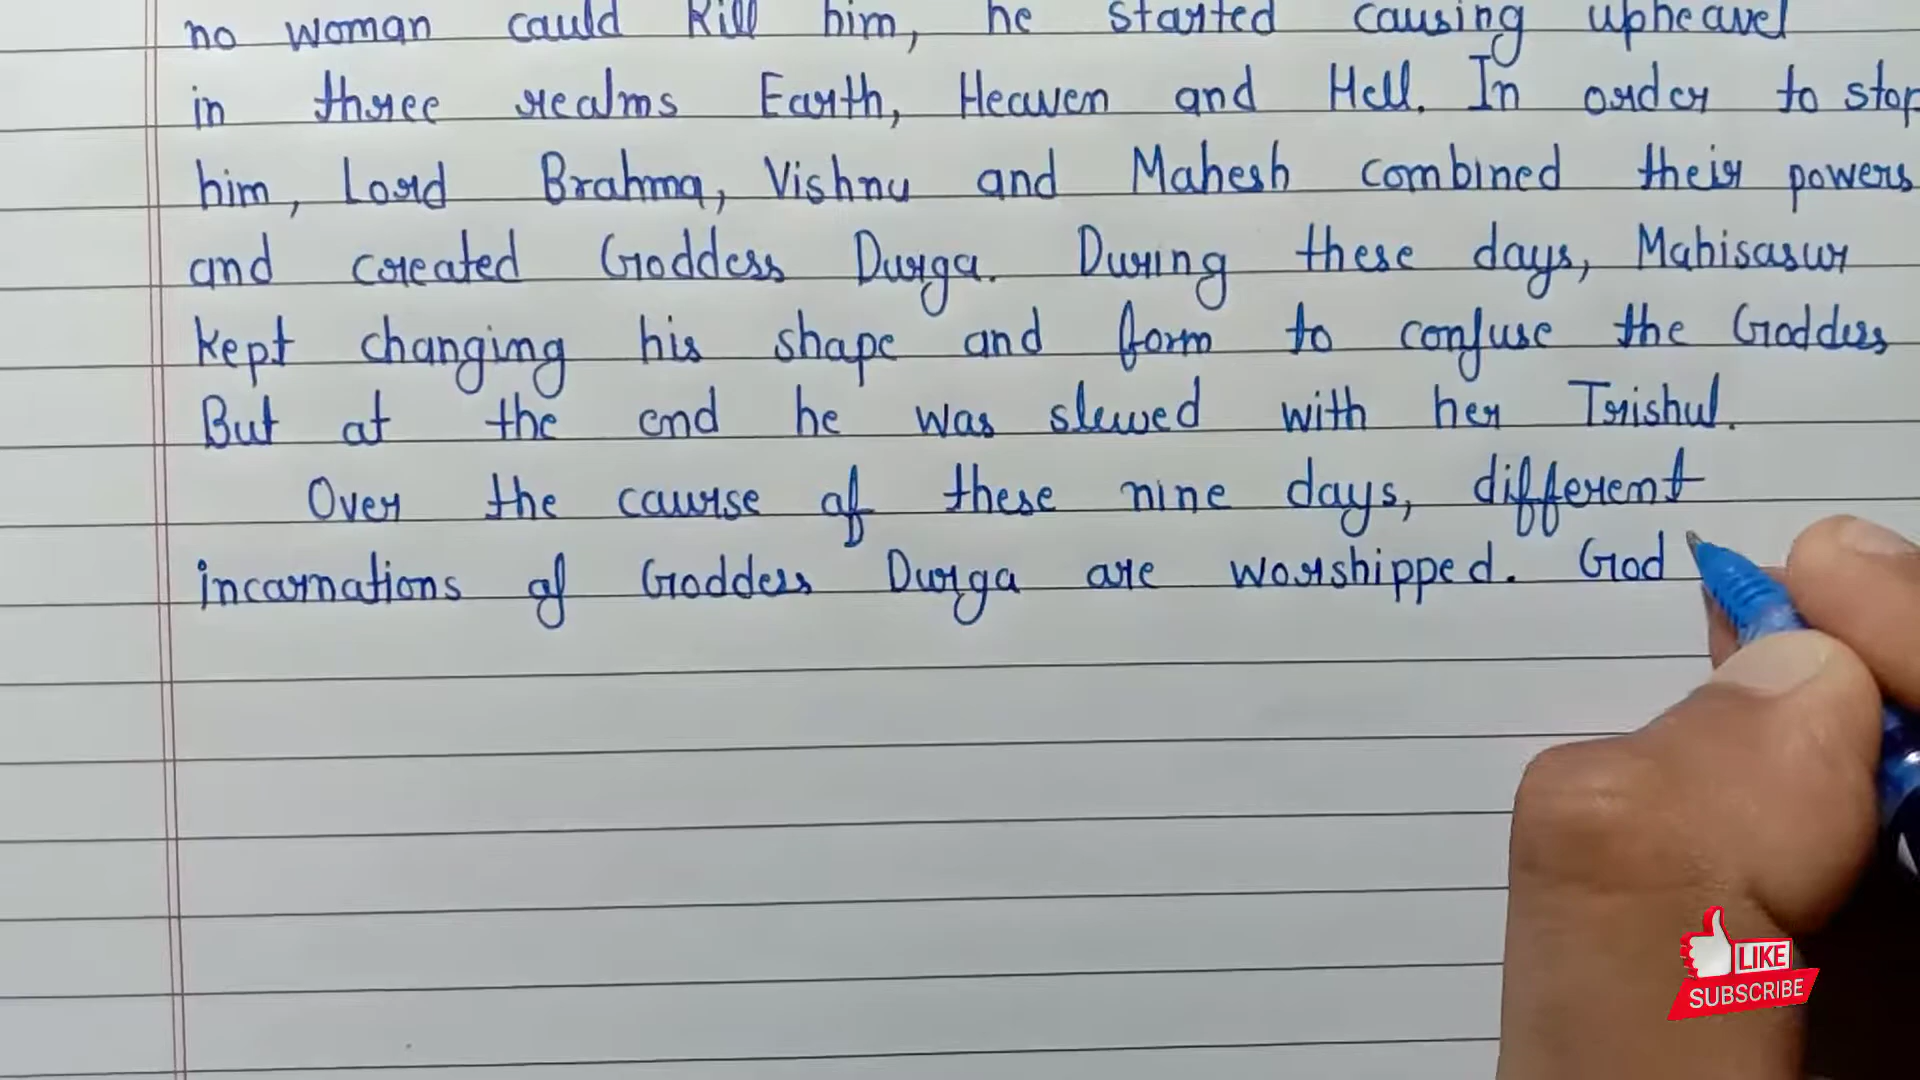 no woman could kill him, he started causing upheavel
in three realms Earth, Heaven and Hell. In order to stop
him, Lord Brahma, Vishnu and Mahesh combined their powers
and created Goddess Durga. During these days, Mahisasur
kept changing his shape and form to confuse the Goddess
But at the end he was slewed with her Trishul.
Over the course of these nine days, different
incarnations of Goddess Durga are worshipped. God
LIKE
SUBSCRIBE